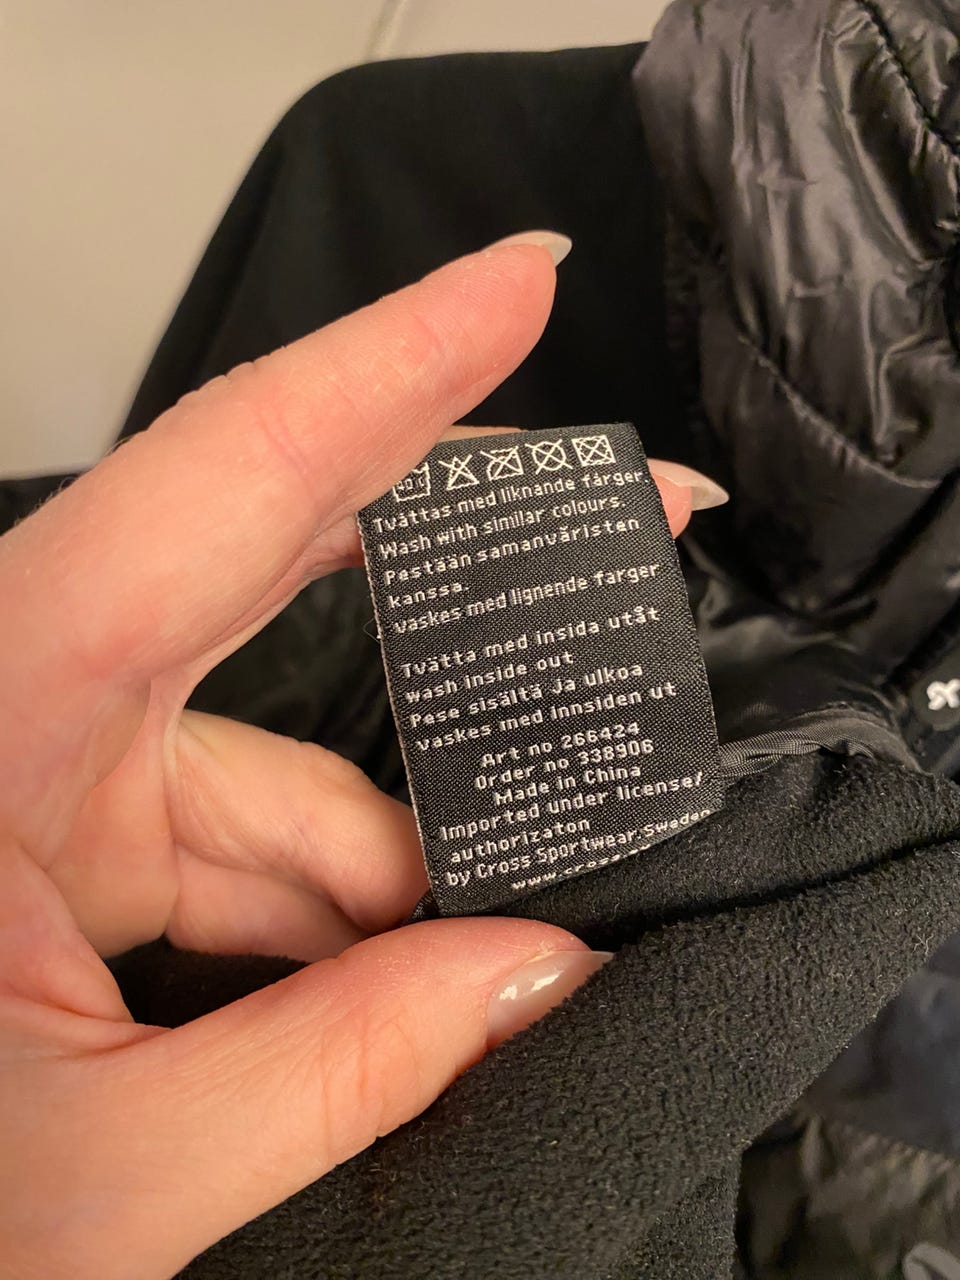 40
Tvättas med liknande färger.
Wash with simillar colours.
Pestään samanväristen
kanssa.
vaskes med lignende farger
Tvätta med insida utåt
wash inside out
Pese sisältä ja ulkoa
vaskes med innsiden ut
Art no 266424
Order no 338906
Made in China
Imported under license/
authorizaton
by Cross Sportwear.Sweden